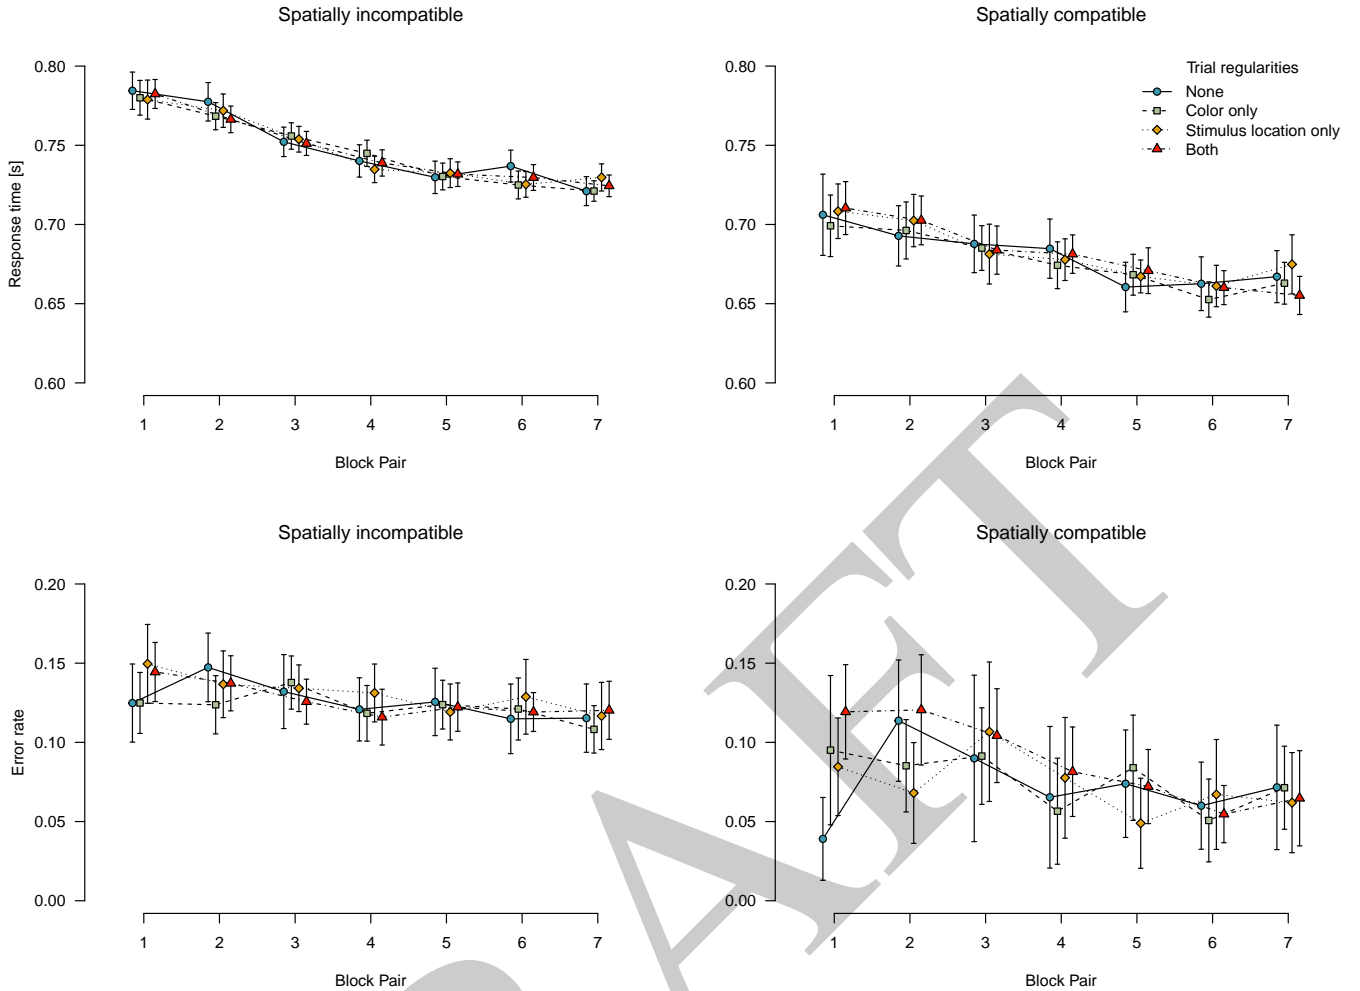 Spatially incompatible
Spatially compatible
Response time [s]
0.80
0.75
0.70
0.65
0.60
1 2 3 4 5 6 7
Block Pair
0.80
0.75
0.70
0.65
0.60
Trial regularities
None
Color only
Stimulus location only
Both
1 2 3 4 5 6 7
Block Pair
Spatially incompatible
Spatially compatible
Error rate
0.20
0.15
0.10
0.05
0.00
1 2 3 4 5 6 7
Block Pair
0.20
0.15
0.10
0.05
0.00
1 2 3 4 5 6 7
Block Pair
AFT